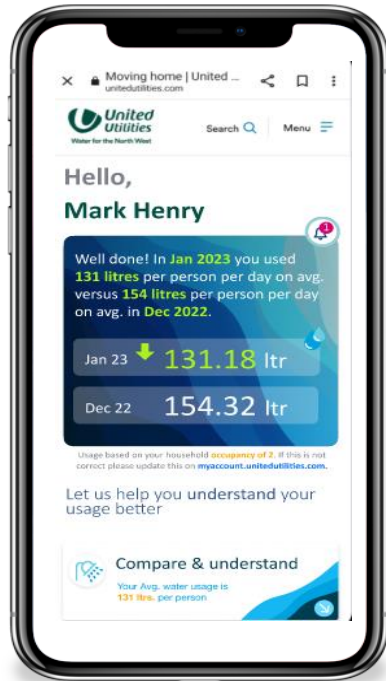 Moving home | United ...
unitedutilities.com
United
Utilities
Water for the North West
Search
Menu
Hello,
Mark Henry
1
Well done! In Jan 2023 you used
131 litres per person per day on avg.
versus 154 litres per person per day
on avg. in Dec 2022.
Jan 23 131.18 ltr
Dec 22 154.32 ltr
Usage based on your household occupancy of 2. If this is not
correct please update this on myaccount.unitedutilities.com.
Let us help you understand your
usage better
Compare & understand
Your Avg. water usage is
131 ltrs. per person